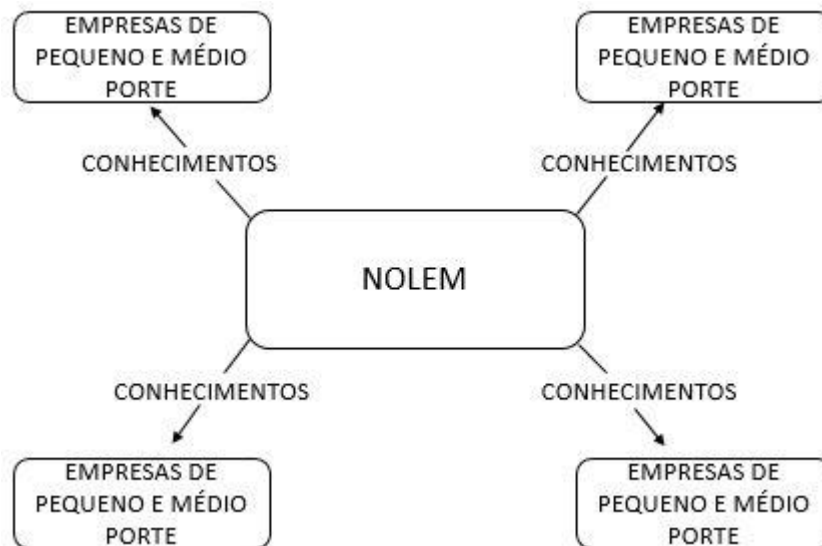 EMPRESAS DE
PEQUENO E MÉDIO
PORTE
EMPRESAS DE
PEQUENO E MÉDIO
PORTE
CONHECIMENTOS
CONHECIMENTOS
NOLEM
CONHECIMENTOS
CONHECIMENTOS
EMPRESAS DE
PEQUENO E MÉDIO
PORTE
EMPRESAS DE
PEQUENO E MÉDIO
PORTE